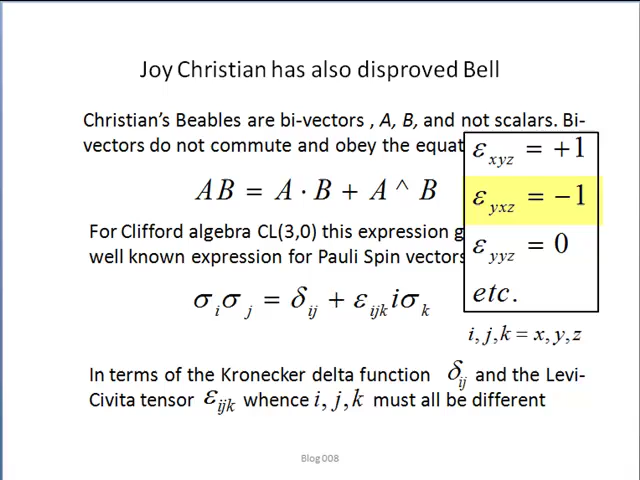 Joy Christian has also disproved Bell
Christian's Beables are bi-vectors , A, B, and not scalars. Bi-
vectors do not commute and obey the equat
AB = A · B + A ^ B
For Clifford algebra CL(3,0) this expression g
well known expression for Pauli Spin vectors
σ_i σ_j = δ_ij + ε_ijk iσ_k
ε_xyz = +1
ε_yxz = −1
ε_yyz = 0
etc.
i, j, k = x, y, z
In terms of the Kronecker delta function δ_ij and the Levi-
Civita tensor ε_ijk whence i, j, k must all be different
Blog 008